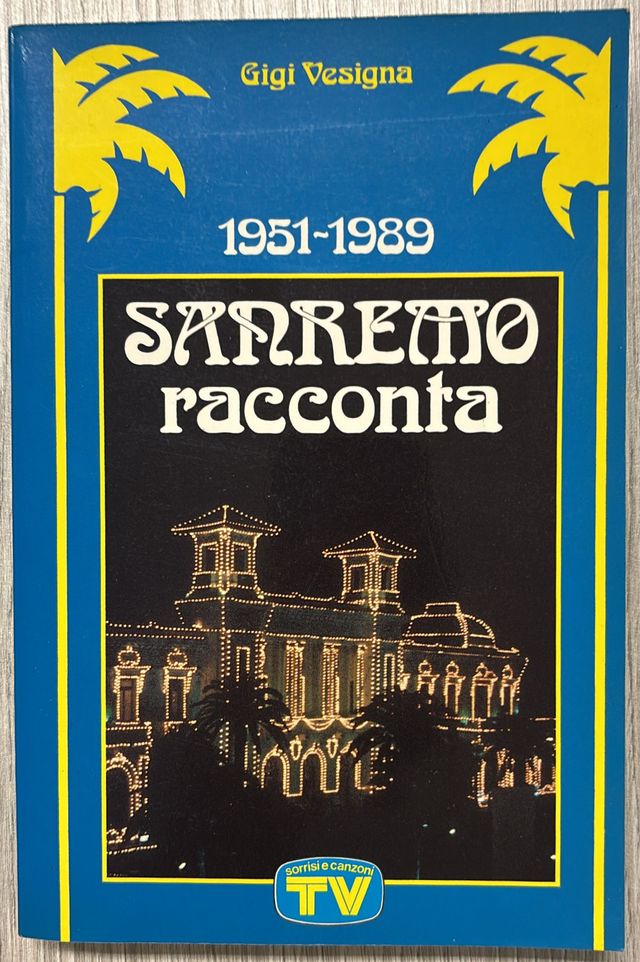 Gigi Vesigna
1951-1989
SANREMO
racconta
sorrisi e canzoni
TV